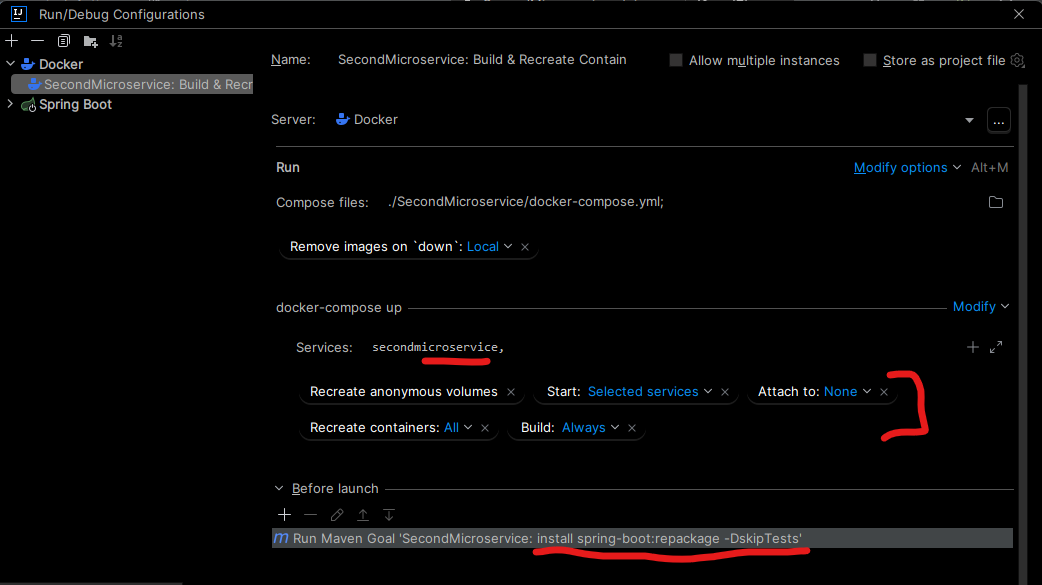 IJ Run/Debug Configurations
Docker
SecondMicroservice: Build & Recr
Spring Boot
Name: SecondMicroservice: Build & Recreate Contain Allow multiple instances Store as project file
Server: Docker ...
Run Modify options Alt+M
Compose files: ./SecondMicroservice/docker-compose.yml;
Remove images on `down`: Local
docker-compose up Modify
Services: secondmicroservice,
Recreate anonymous volumes Start: Selected services Attach to: None
Recreate containers: All Build: Always
Before launch
m Run Maven Goal 'SecondMicroservice: install spring-boot:repackage -DskipTests'